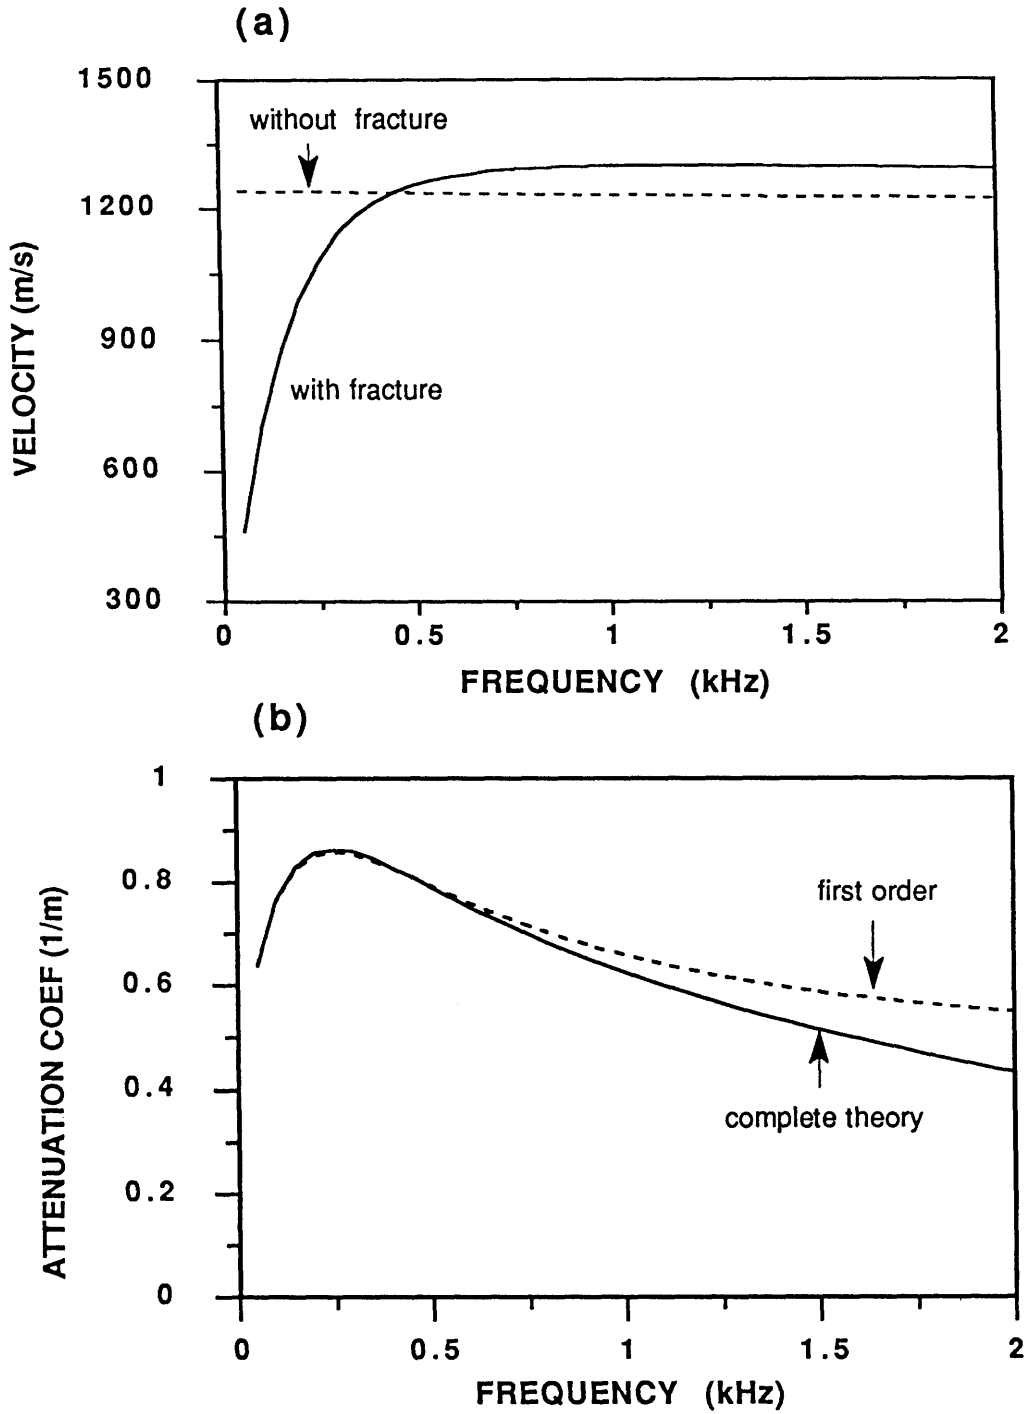 (a)
1500
without fracture
1200
900
with fracture
600
300
VELOCITY (m/s)
0 0.5 1 1.5 2
FREQUENCY (kHz)
(b)
1
0.8
first order
0.6
0.4
complete theory
0.2
0
ATTENUATION COEF (1/m)
0 0.5 1 1.5 2
FREQUENCY (kHz)